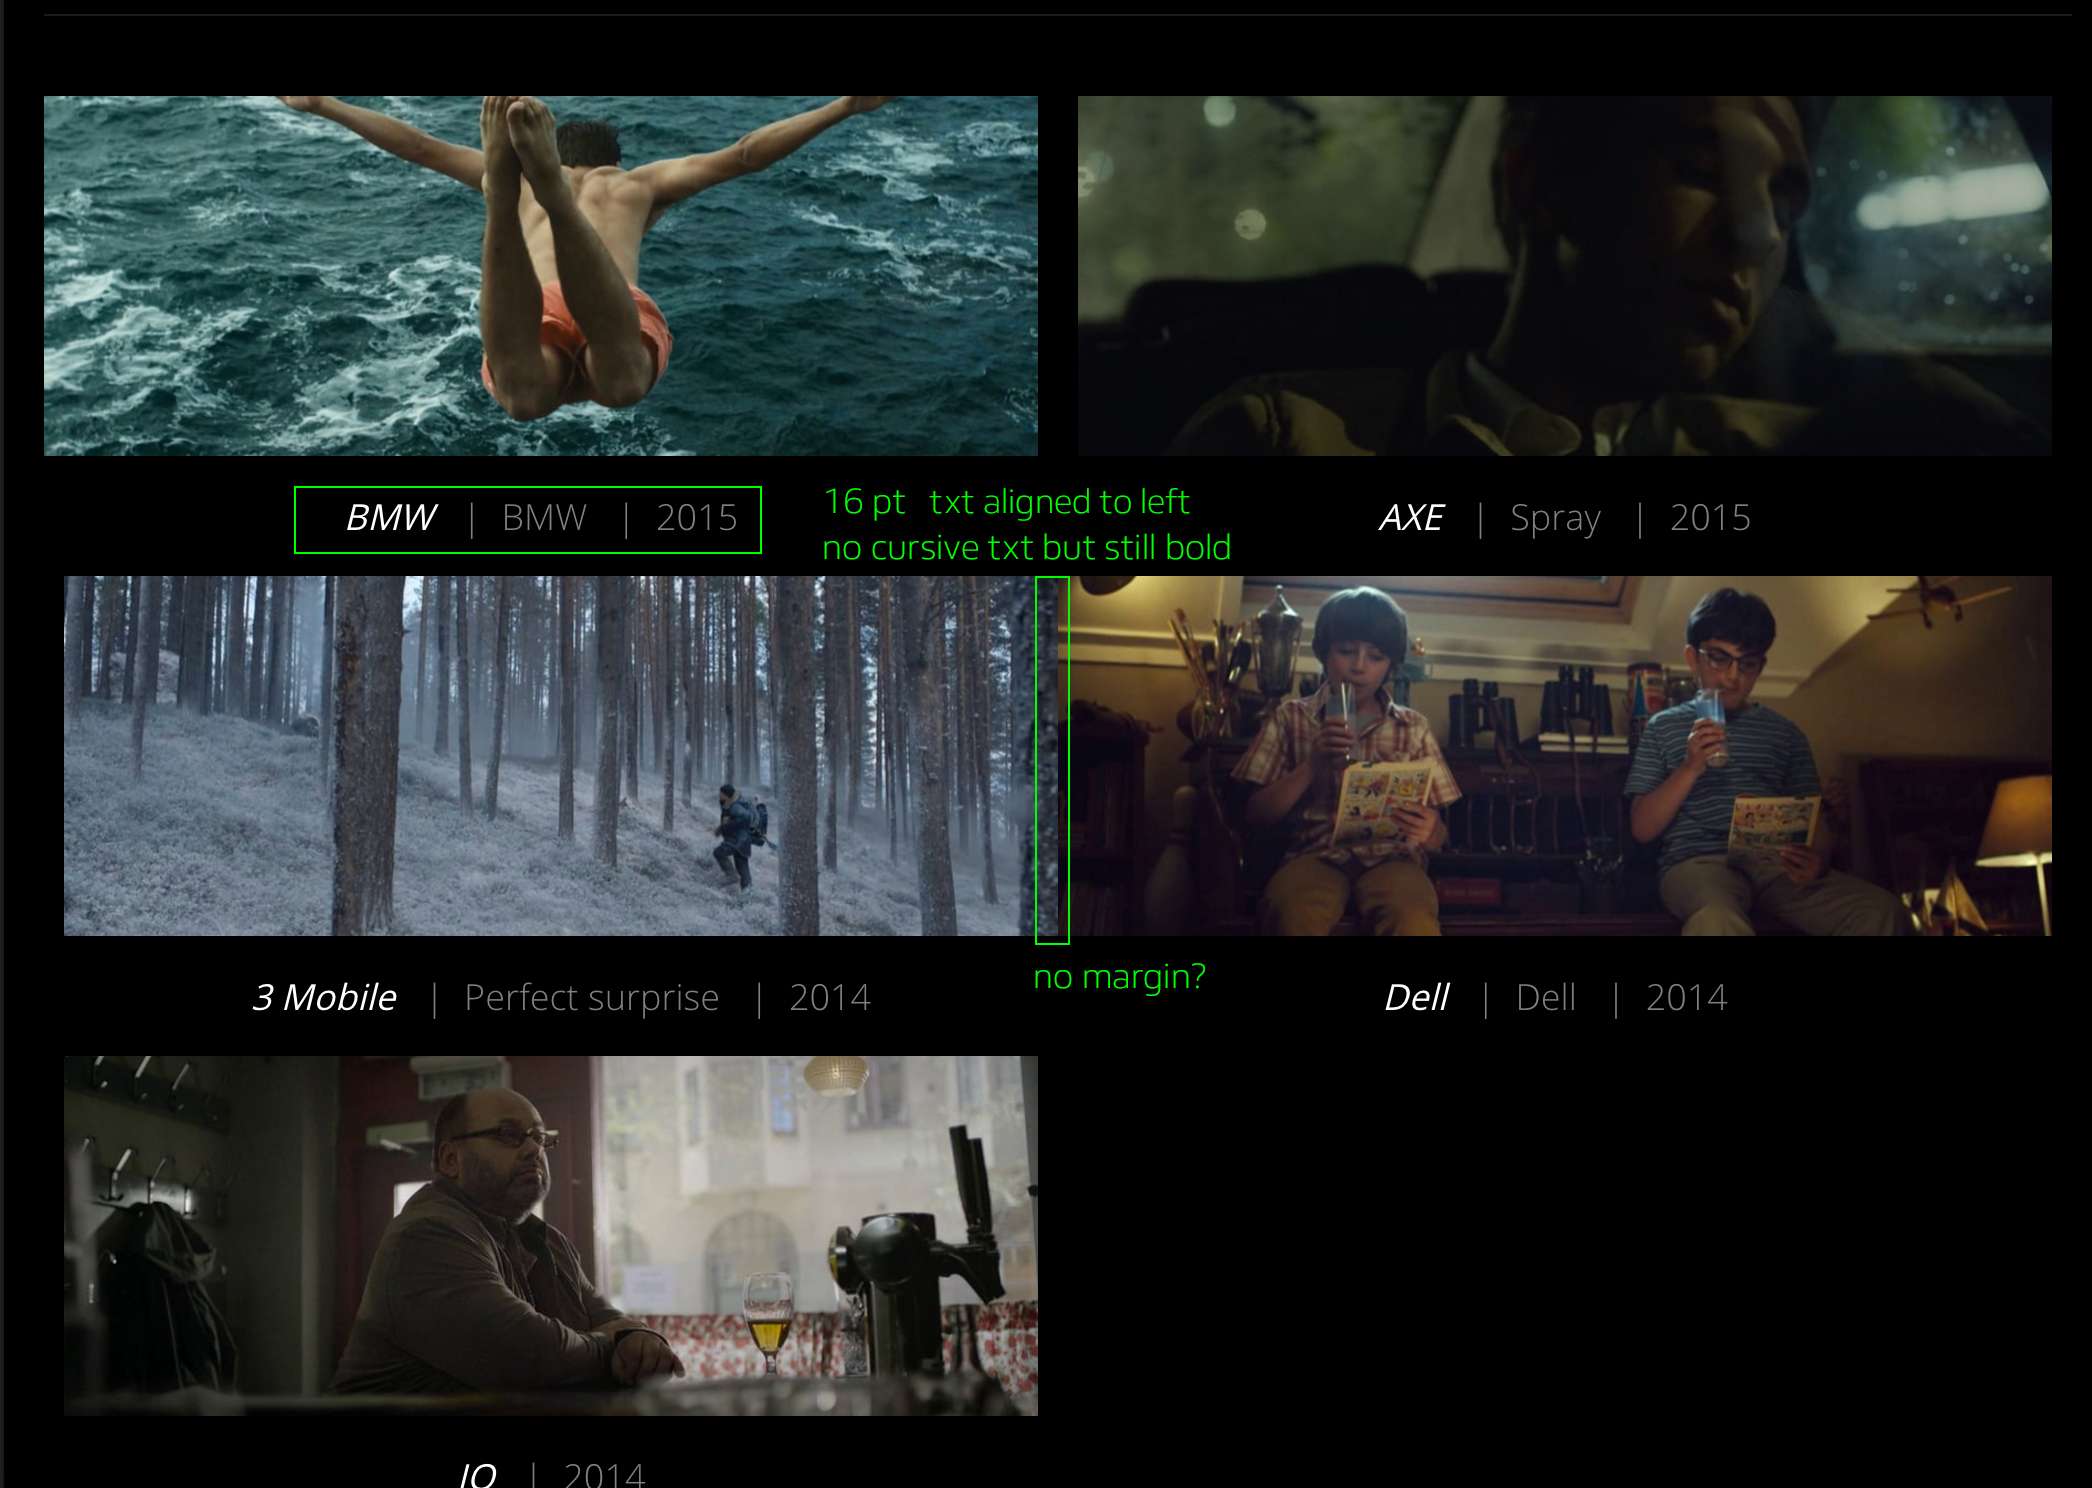 BMW | BMW | 2015
16 pt txt aligned to left
no cursive txt but still bold
AXE | Spray | 2015
no margin?
3 Mobile | Perfect surprise | 2014
Dell | Dell | 2014
IQ | 2014